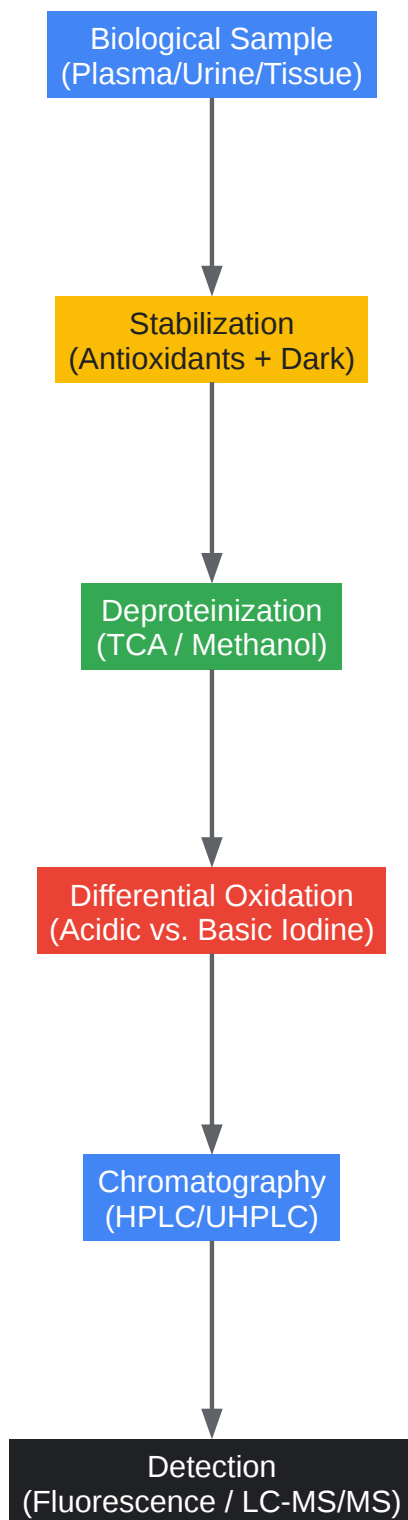 Biological Sample
(Plasma/Urine/Tissue)
Stabilization
(Antioxidants + Dark)
Deproteinization
(TCA / Methanol)
Differential Oxidation
(Acidic vs. Basic Iodine)
Chromatography
(HPLC/UHPLC)
Detection
(Fluorescence / LC-MS/MS)